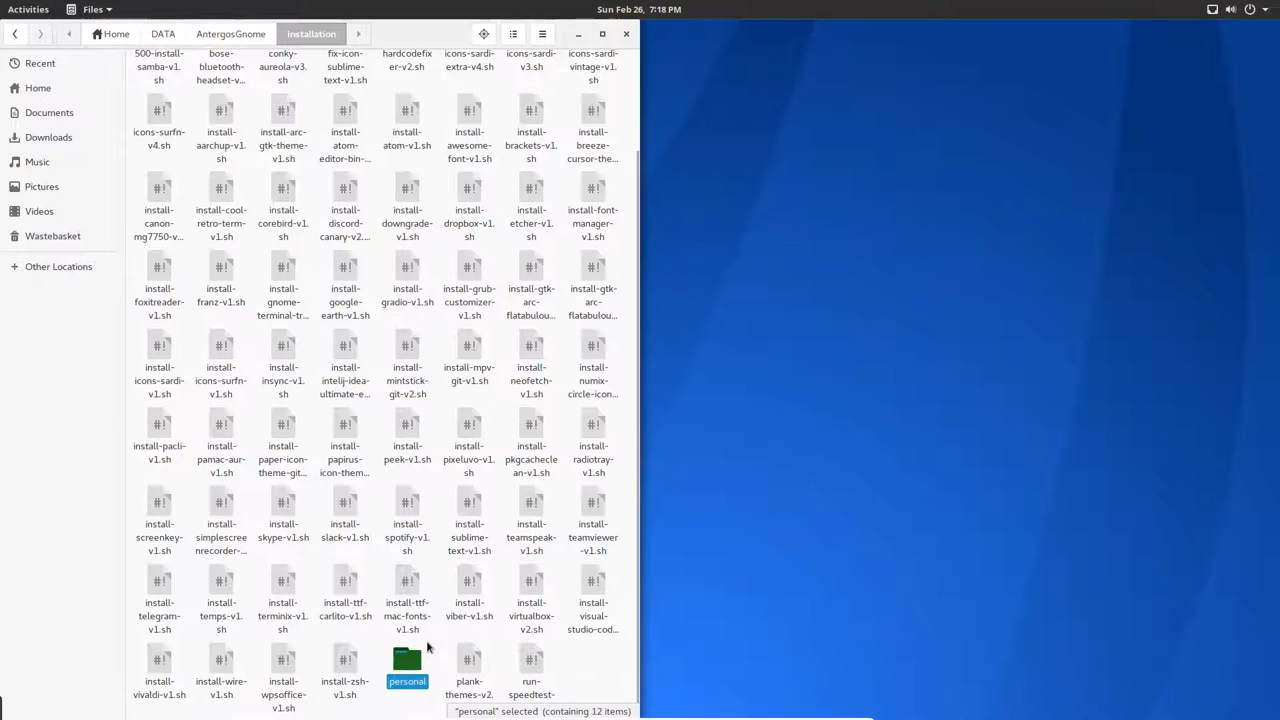 Activities Files Sun Feb 26, 7:18 PM
Home DATA AntergosGnome Installation
Recent
Home
Documents
Downloads
Music
Pictures
Videos
Wastebasket
Other Locations
500-install-
samba-v1.
sh
bose-
bluetooth-
headset-v...
conky-
aureola-v3.
sh
fix-icon-
sublime-
text-v1.sh
hardcodefix
er-v2.sh
icons-sardi-
extra-v4.sh
icons-sardi-
v3.sh
icons-sardi-
vintage-v1.
sh
icons-surfn-
v4.sh
install-
aarchup-v1.
sh
install-arc-
gtk-theme-
v1.sh
install-
atom-
editor-bin-...
install-
atom-v1.sh
install-
awesome-
font-v1.sh
install-
brackets-v1.
sh
install-
breeze-
cursor-the...
install-
canon-
mg7750-v...
install-cool-
retro-term-
v1.sh
install-
corebird-v1.
sh
install-
discord-
canary-v2....
install-
downgrade-
v1.sh
install-
dropbox-v1.
sh
install-
etcher-v1.
sh
install-font-
manager-
v1.sh
install-
foxitreader-
v1.sh
install-
franz-v1.sh
install-
gnome-
terminal-tr...
install-
google-
earth-v1.sh
install-
gradio-v1.sh
install-grub-
customizer-
v1.sh
install-gtk-
arc-
flatabulou...
install-gtk-
arc-
flatabulou...
install-
icons-sardi-
v1.sh
install-
icons-surfn-
v1.sh
install-
insync-v1.
sh
install-
intelij-idea-
ultimate-e...
install-
mintstick-
git-v2.sh
install-mpv-
git-v1.sh
install-
neofetch-
v1.sh
install-
numix-
circle-icon...
install-pacli-
v1.sh
install-
pamac-aur-
v1.sh
install-
paper-icon-
theme-git...
install-
papirus-
icon-them...
install-
peek-v1.sh
install-
pixeluvo-v1.
sh
install-
pkgcachecle
an-v1.sh
install-
radiotray-
v1.sh
install-
screenkey-
v1.sh
install-
simplescree
nrecorder-...
install-
skype-v1.sh
install-
slack-v1.sh
install-
spotify-v1.
sh
install-
sublime-
text-v1.sh
install-
teamspeak-
v1.sh
install-
teamviewer
-v1.sh
install-
telegram-
v1.sh
install-
temps-v1.
sh
install-
terminix-v1.
sh
install-ttf-
carlito-v1.sh
install-ttf-
mac-fonts-
v1.sh
install-
viber-v1.sh
install-
virtualbox-
v2.sh
install-
visual-
studio-cod...
install-
vivaldi-v1.sh
install-wire-
v1.sh
install-
wpsoffice-
v1.sh
install-zsh-
v1.sh
personal
plank-
themes-v2.
run-
speedtest-
"personal" selected (containing 12 items)